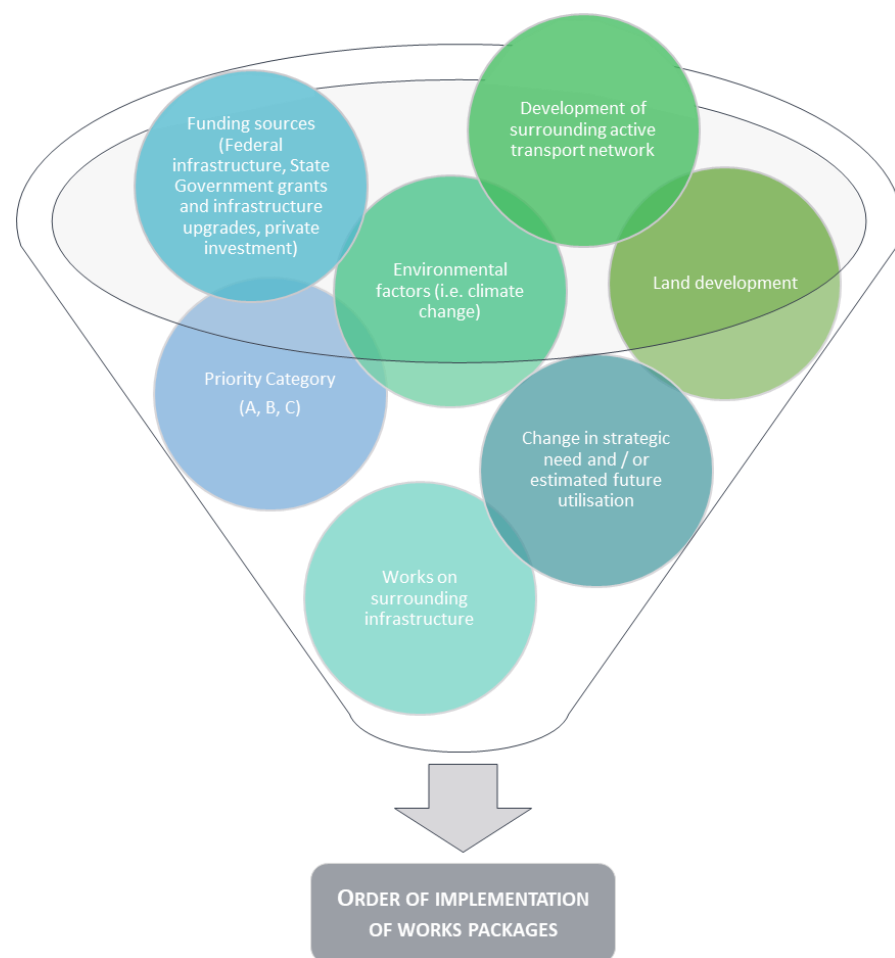 Development of
surrounding active
transport network
Funding sources
(Federal
infrastructure, State
Government grants
and infrastructure
upgrades, private
investment)
Environmental
factors (i.e. climate
change)
Land development
Priority Category
(A, B, C)
Change in strategic
need and / or
estimated future
utilisation
Works on
surrounding
infrastructure
ORDER OF IMPLEMENTATION
OF WORKS PACKAGES